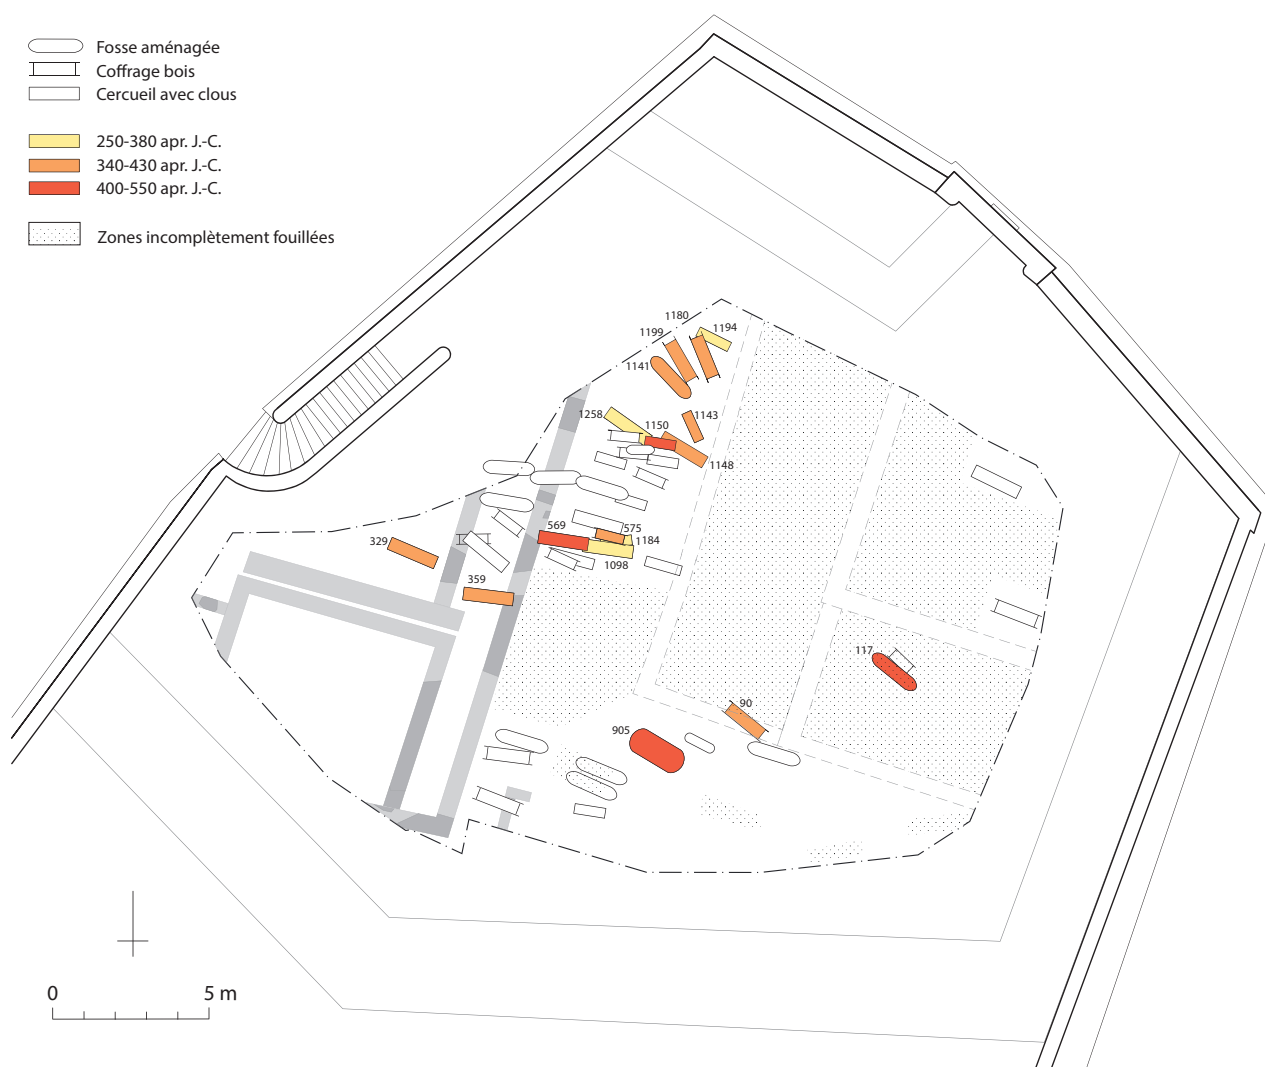 Fosse aménagée
Coffrage bois
Cercueil avec clous
250-380 apr. J.-C.
340-430 apr. J.-C.
400-550 apr. J.-C.
Zones incomplètement fouillées
1180
1194
1199
1141
1258
1150
1143
1148
569
575
1184
1098
329
359
117
90
905
0 5 m